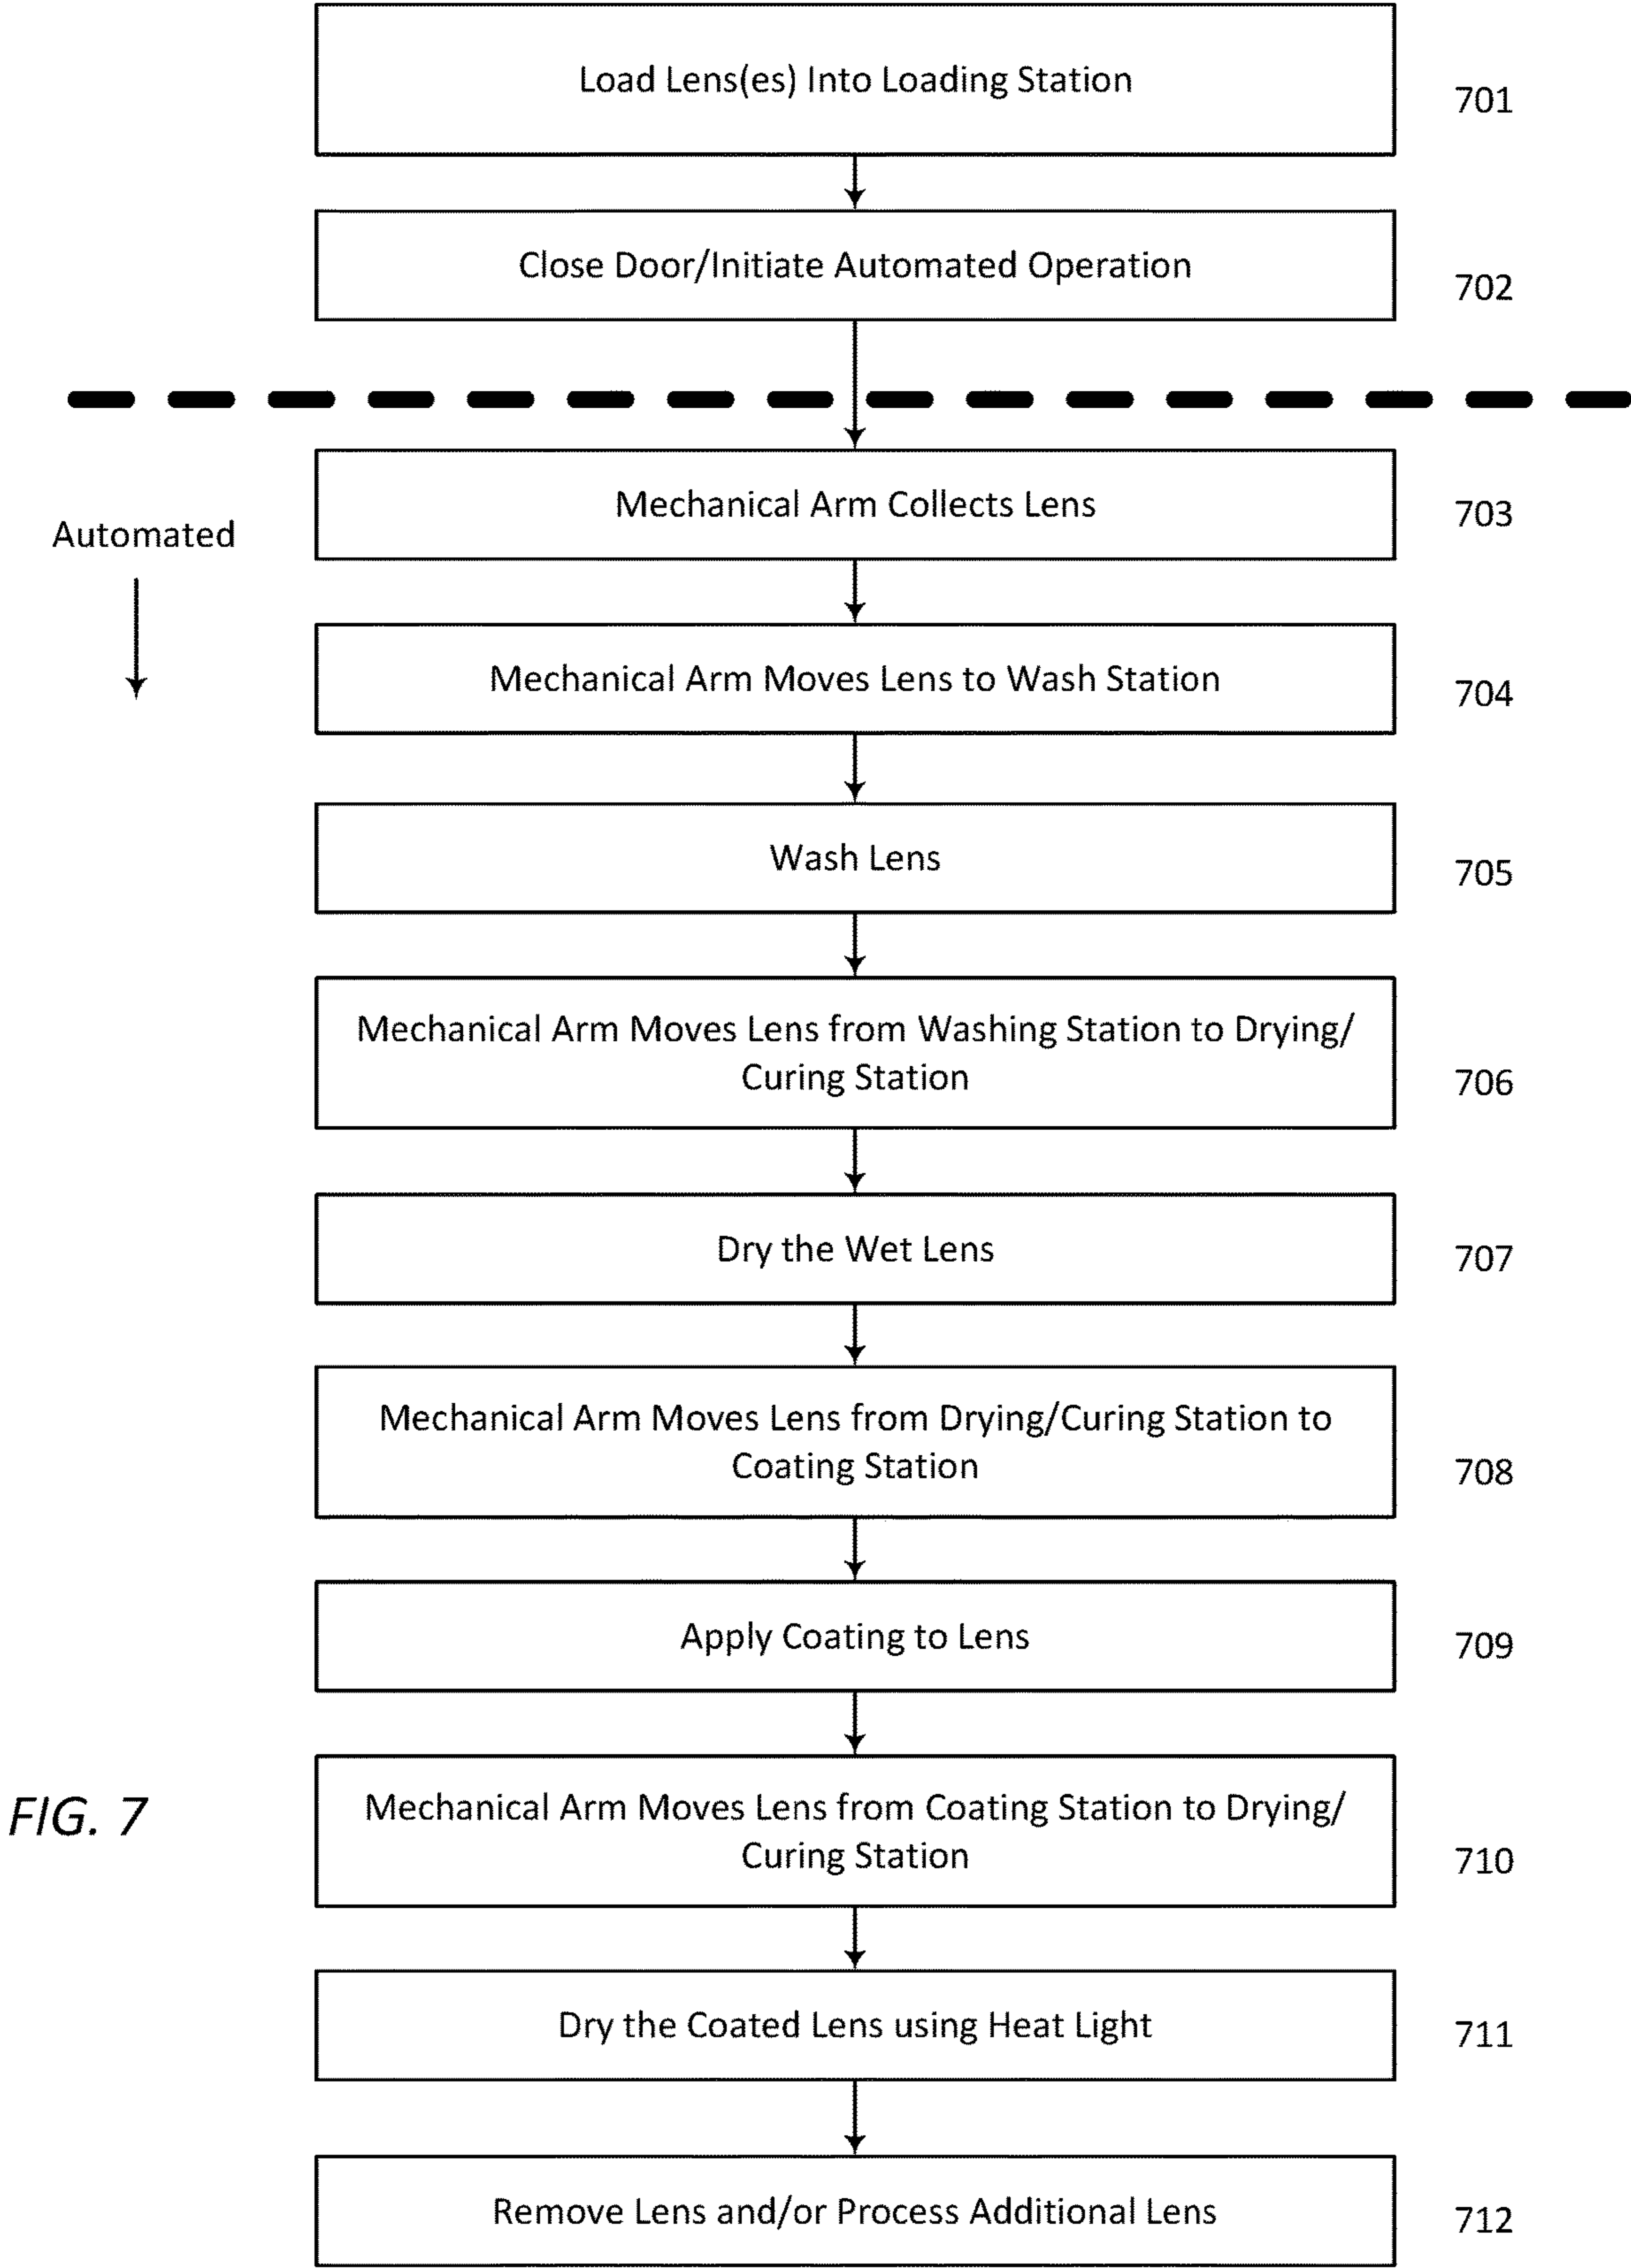 Load Lens(es) Into Loading Station
701
Close Door/Initiate Automated Operation
702
Mechanical Arm Collects Lens
703
Automated
Mechanical Arm Moves Lens to Wash Station
704
Wash Lens
705
Mechanical Arm Moves Lens from Washing Station to Drying/
Curing Station
706
Dry the Wet Lens
707
Mechanical Arm Moves Lens from Drying/Curing Station to
Coating Station
708
Apply Coating to Lens
709
Mechanical Arm Moves Lens from Coating Station to Drying/
Curing Station
710
FIG. 7
Dry the Coated Lens using Heat Light
711
Remove Lens and/or Process Additional Lens
712